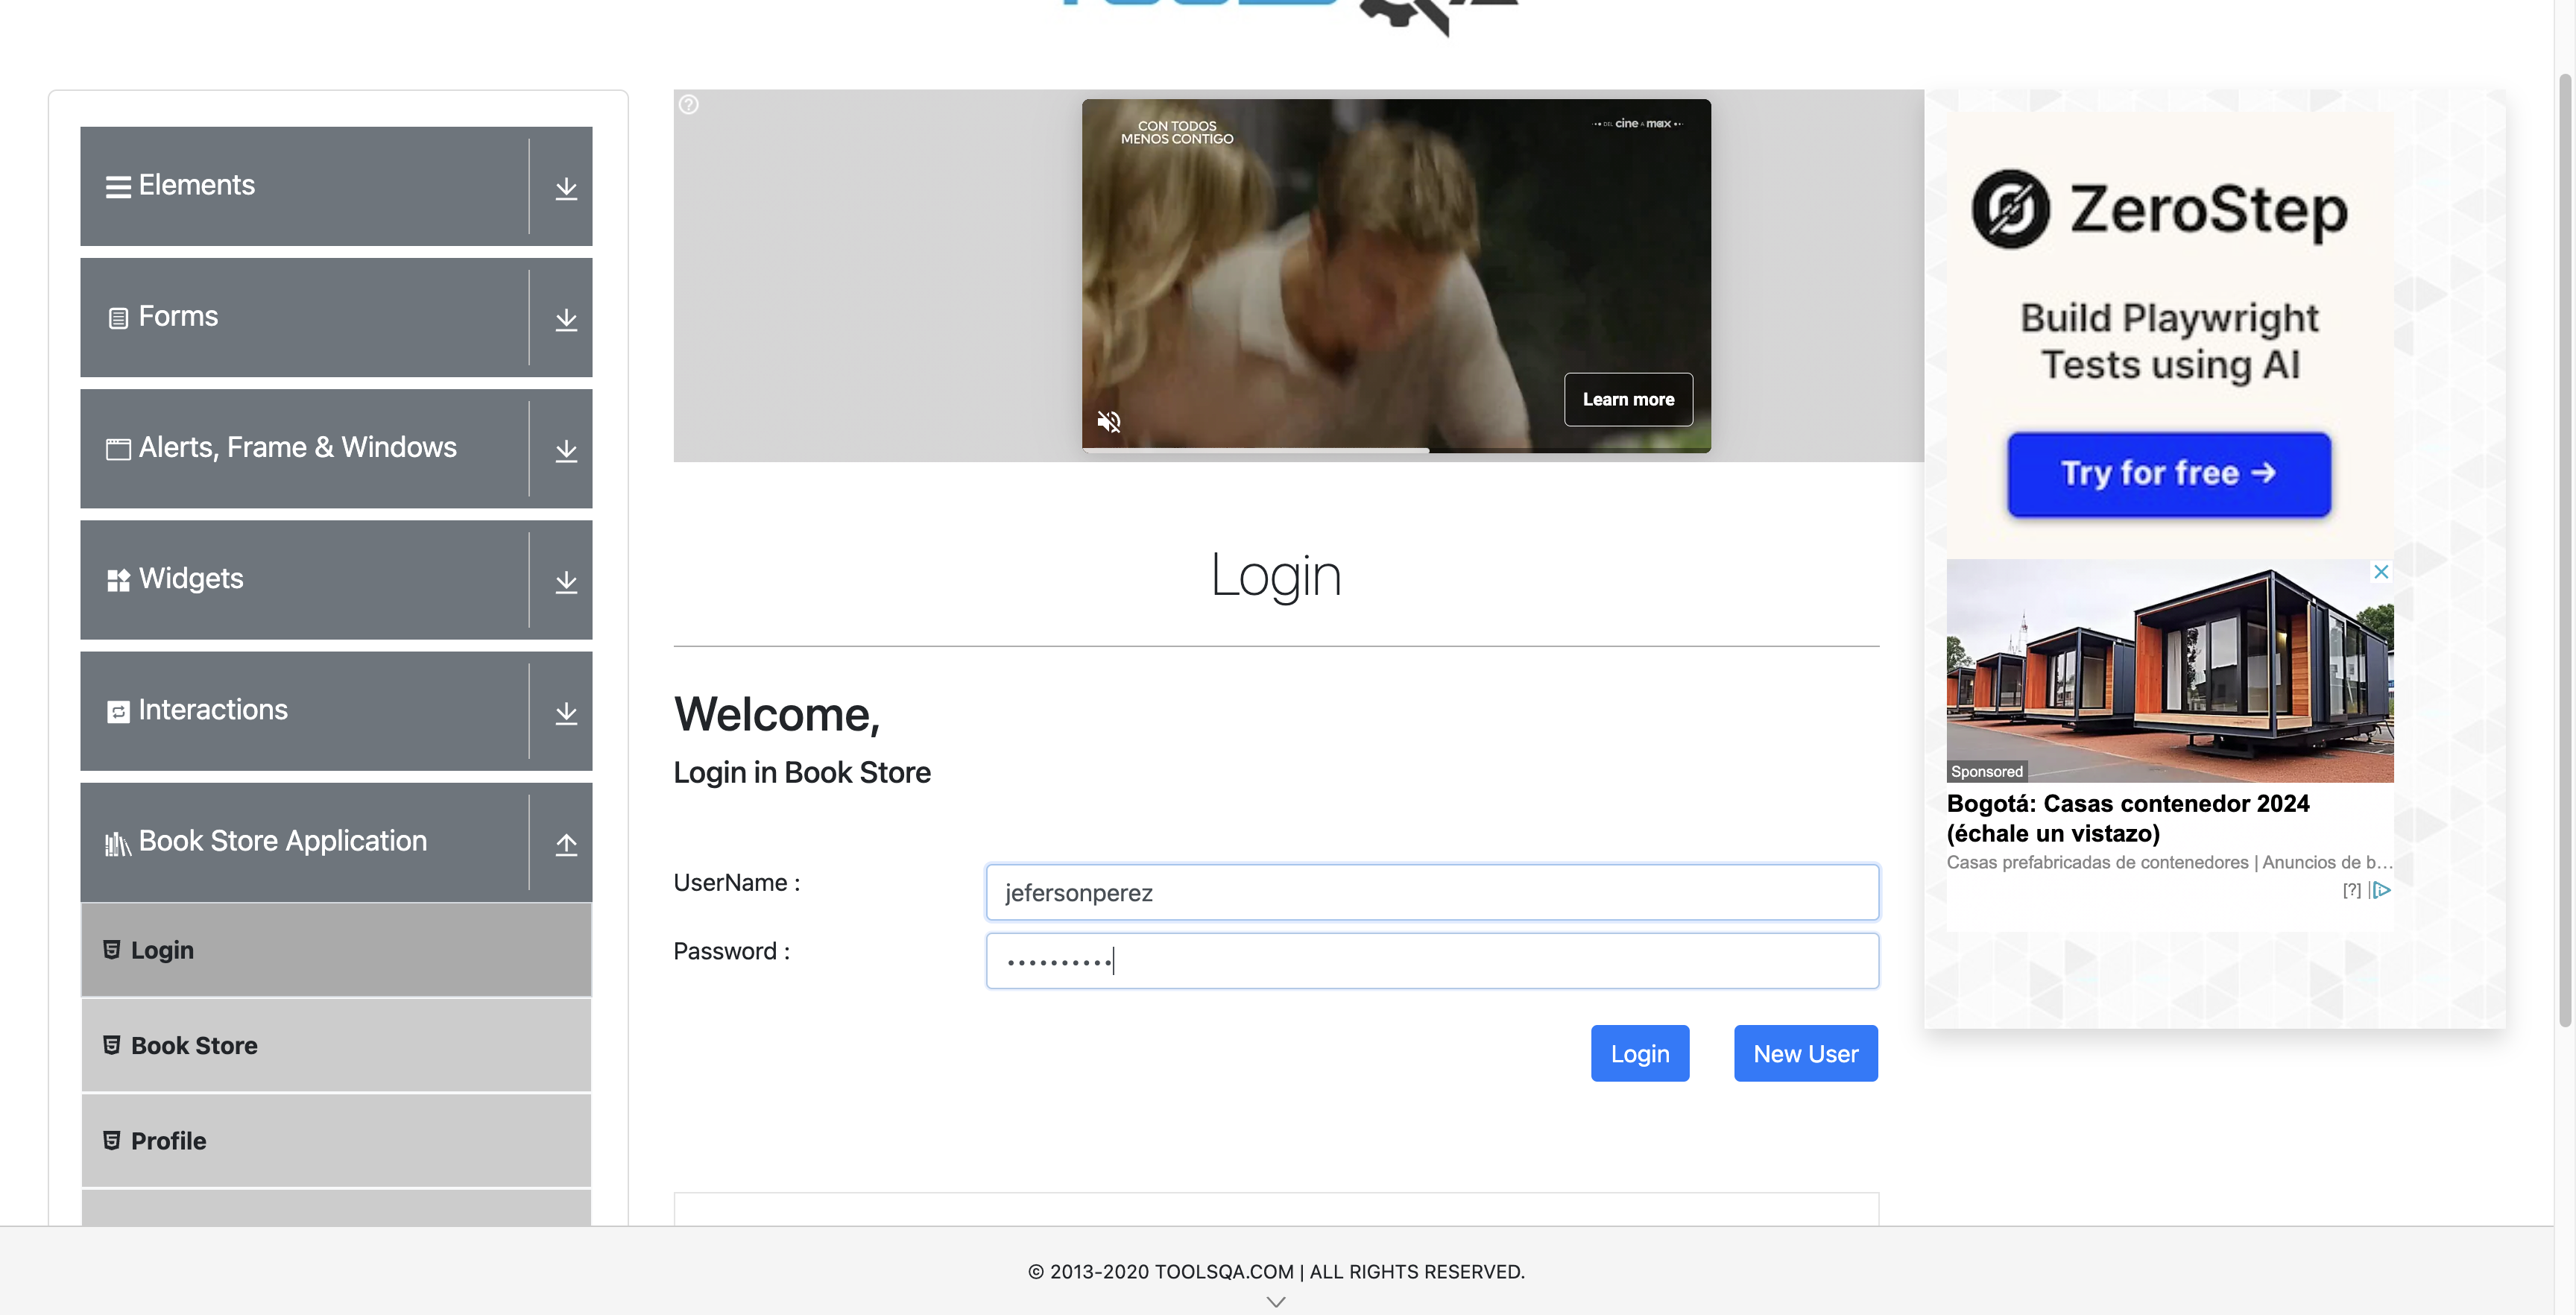 Elements
Forms
Alerts, Frame & Windows
Widgets
Interactions
Book Store Application
Login
Book Store
Profile
CON TODOS
MENOS CONTIGO
DEL cine A max
Learn more
Login
Welcome,
Login in Book Store
UserName :
jefersonperez
Password :
••••••••••
Login
New User
ZeroStep
Build Playwright
Tests using AI
Try for free →
Sponsored
Bogotá: Casas contenedor 2024
(échale un vistazo)
Casas prefabricadas de contenedores | Anuncios de b...
[?]
© 2013-2020 TOOLSQA.COM | ALL RIGHTS RESERVED.